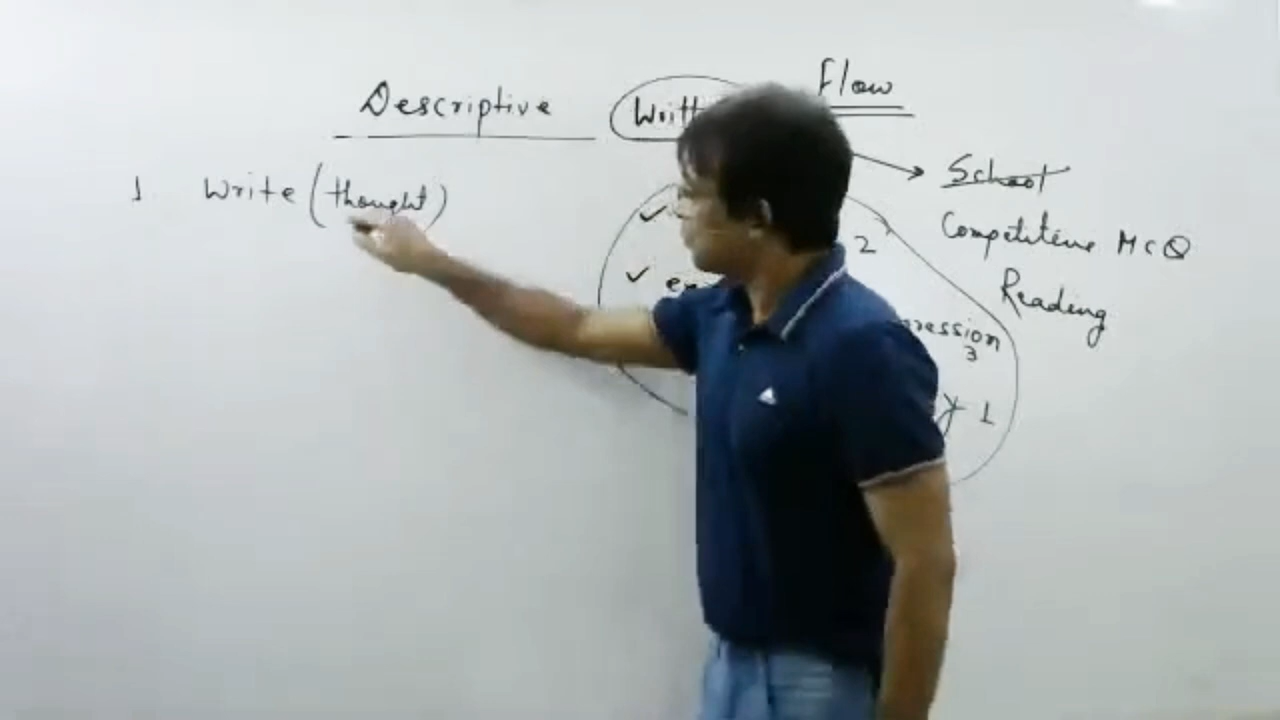 Descriptive Flow
1 Write (thought)
School
Competitive MCQ
Reading
2
3
1